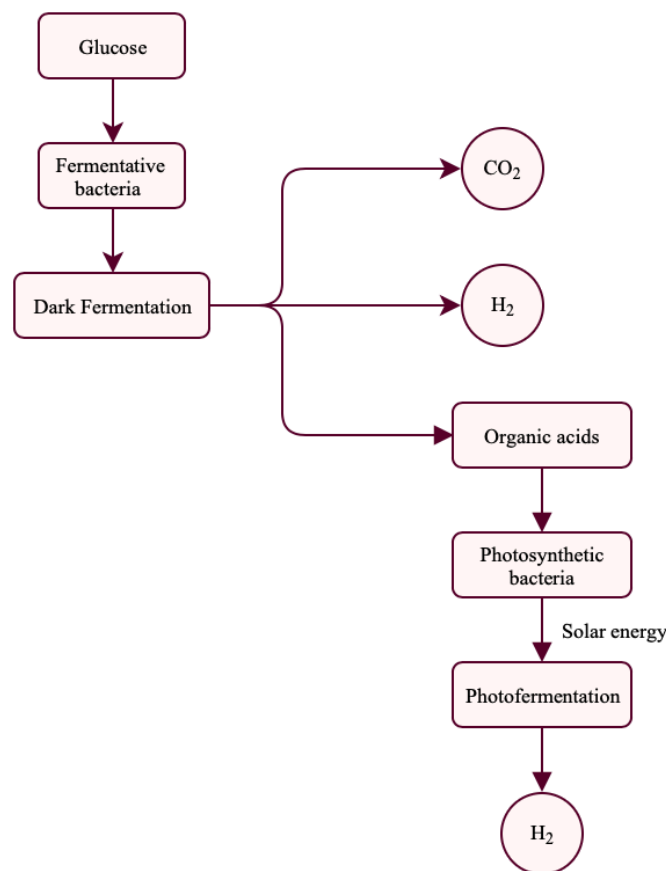 Glucose
Fermentative
bacteria
CO₂
Dark Fermentation
H₂
Organic acids
Photosynthetic
bacteria
Solar energy
Photofermentation
H₂